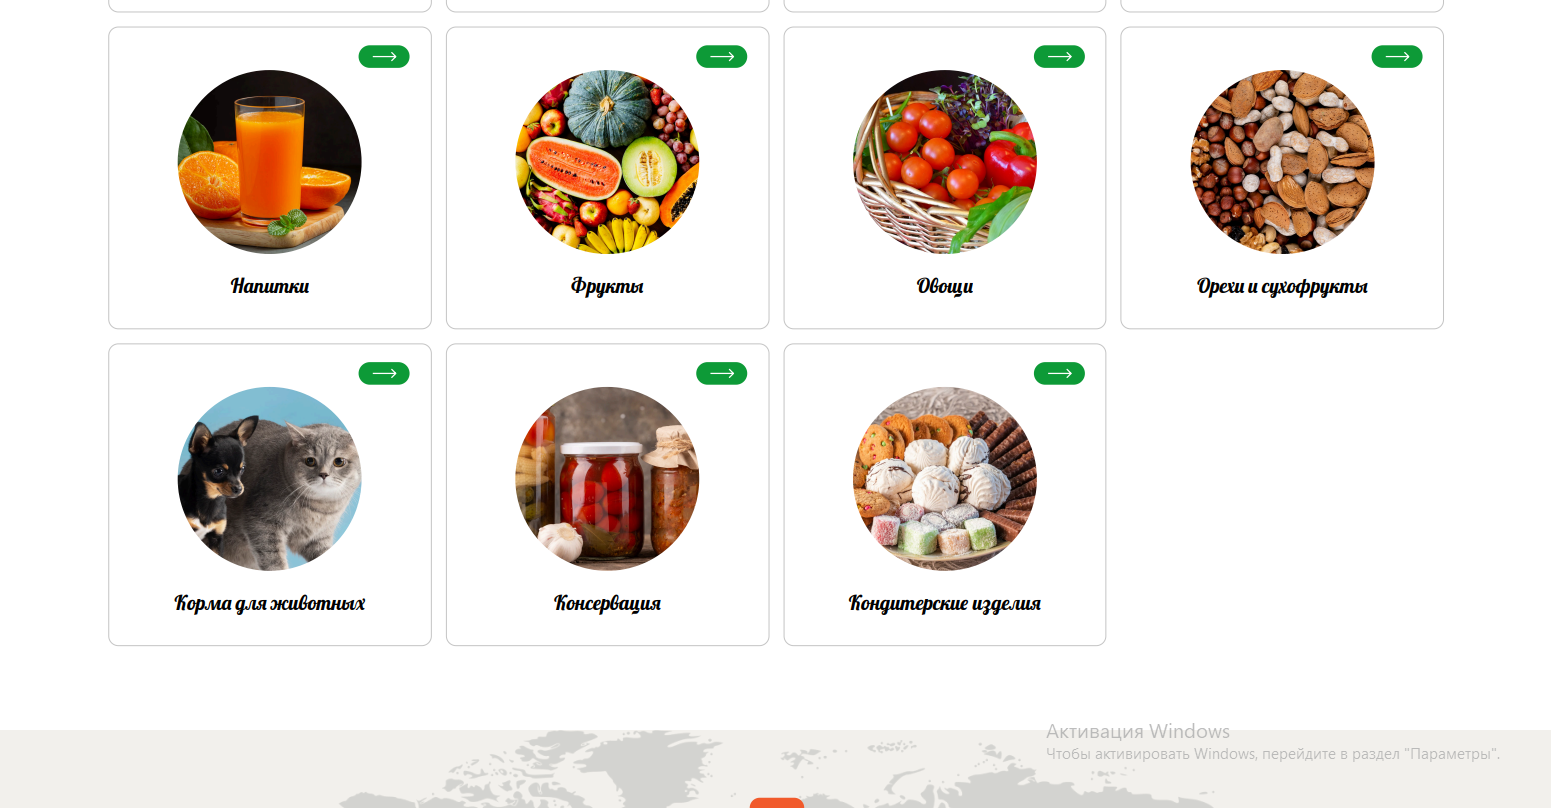 Напитки
Фрукты
Овощи
Орехи и сухофрукты
Корма для животных
Консервация
Кондитерские изделия
Активация Windows
Чтобы активировать Windows, перейдите в раздел "Параметры".